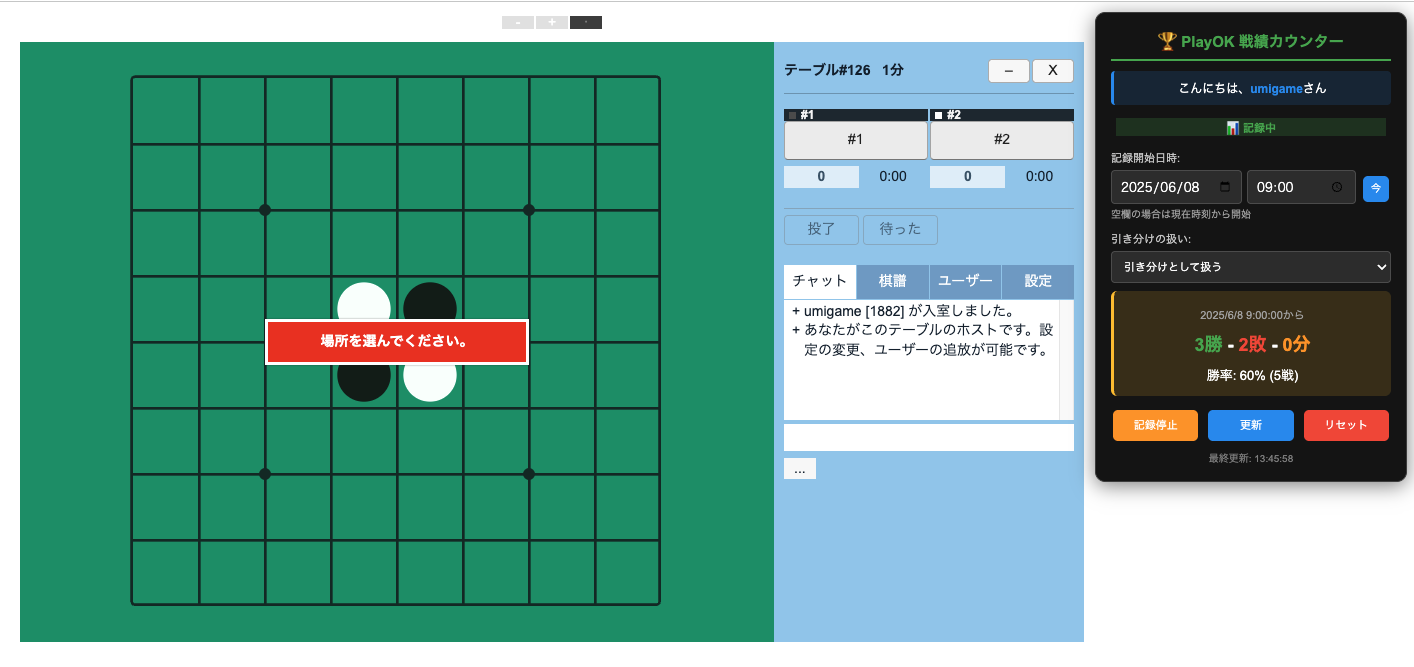 - + ·
テーブル#126 1分
– X
#1 #2
#1 #2
0 0:00 0 0:00
投了 待った
チャット 棋譜 ユーザー 設定
+ umigame [1882] が入室しました。
+ あなたがこのテーブルのホストです。設
定の変更、ユーザーの追放が可能です。
...
場所を選んでください。
🏆 PlayOK 戦績カウンター
こんにちは、umigameさん
📊 記録中
記録開始日時:
2025/06/08 09:00 今
空欄の場合は現在時刻から開始
引き分けの扱い:
引き分けとして扱う
2025/6/8 9:00:00から
3勝 - 2敗 - 0分
勝率: 60% (5戦)
記録停止 更新 リセット
最終更新: 13:45:58